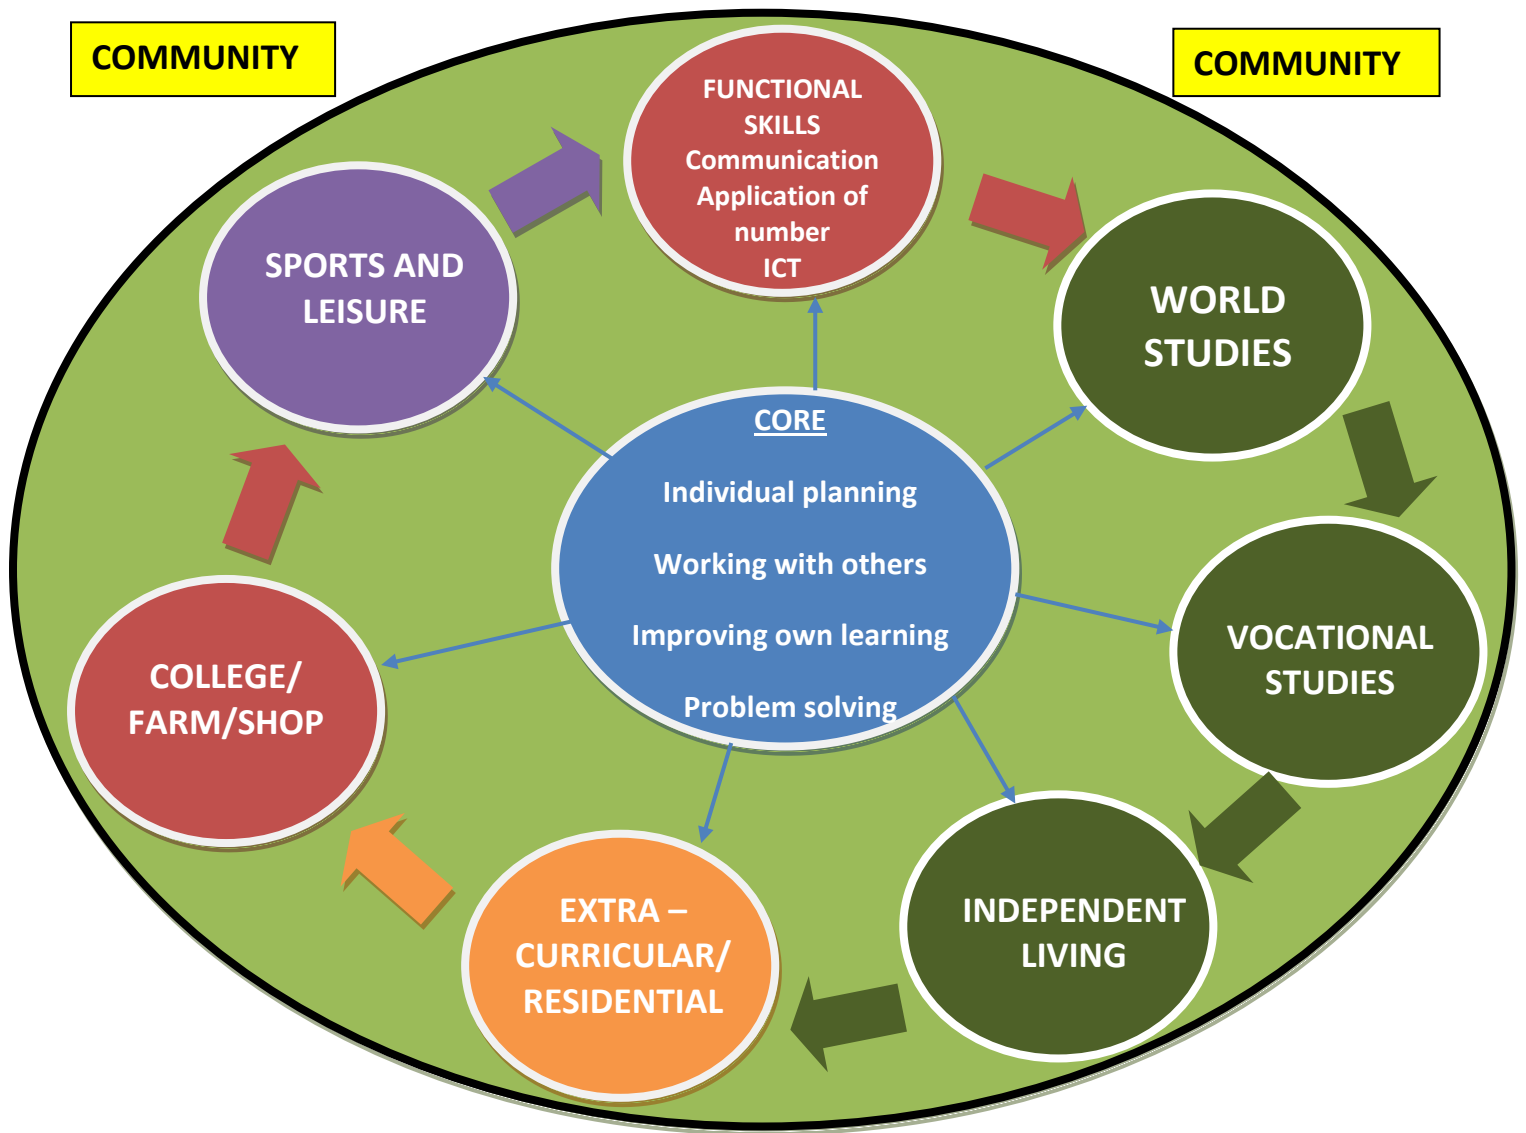 COMMUNITY
COMMUNITY
FUNCTIONAL
SKILLS
Communication
Application of
number
ICT
SPORTS AND
LEISURE
WORLD
STUDIES
CORE
Individual planning
Working with others
Improving own learning
Problem solving
VOCATIONAL
STUDIES
COLLEGE/
FARM/SHOP
INDEPENDENT
LIVING
EXTRA –
CURRICULAR/
RESIDENTIAL